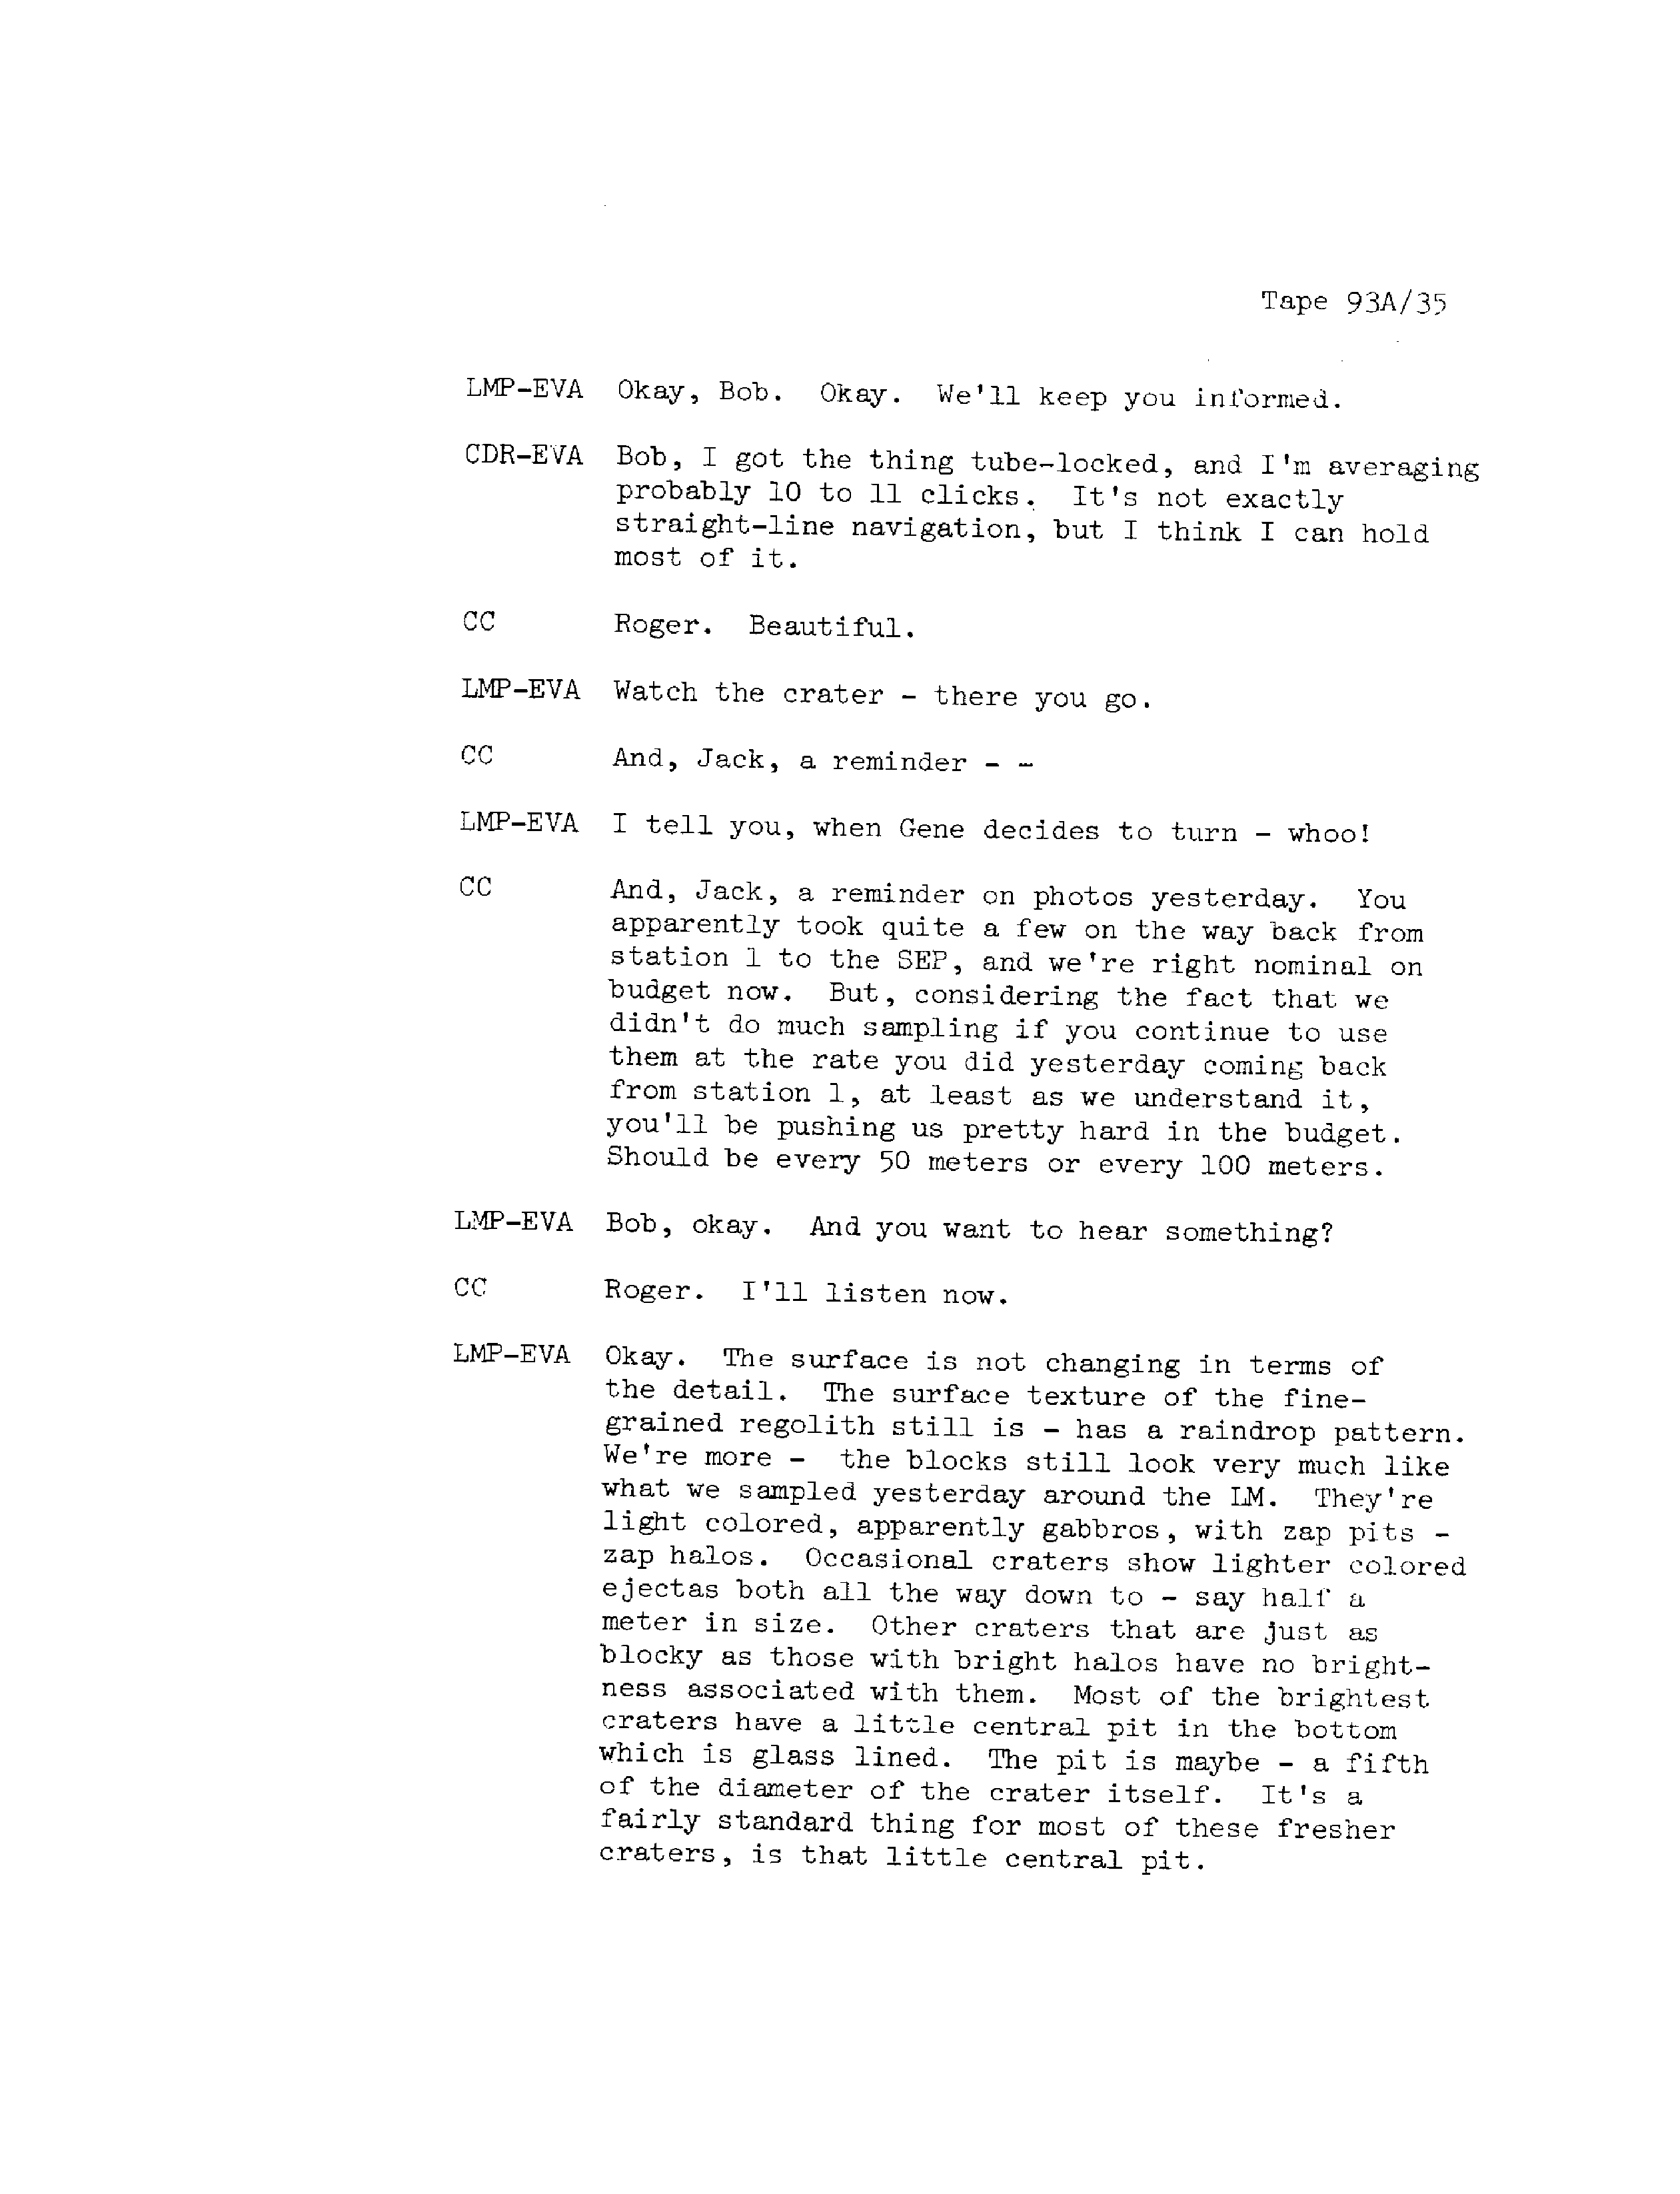 Tape 93A/35
LMP-EVA Okay, Bob. Okay. We'll keep you informed.
CDR-EVA Bob, I got the thing tube-locked, and I'm averaging
probably 10 to 11 clicks. It's not exactly
straight-line navigation, but I think I can hold
most of it.
CC Roger. Beautiful.
LMP-EVA Watch the crater - there you go.
CC And, Jack, a reminder - -
LMP-EVA I tell you, when Gene decides to turn - whoo!
CC And, Jack, a reminder on photos yesterday. You
apparently took quite a few on the way back from
station 1 to the SEP, and we're right nominal on
budget now. But, considering the fact that we
didn't do much sampling if you continue to use
them at the rate you did yesterday coming back
from station 1, at least as we understand it,
you'll be pushing us pretty hard in the budget.
Should be every 50 meters or every 100 meters.
LMP-EVA Bob, okay. And you want to hear something?
CC Roger. I'll listen now.
LMP-EVA Okay. The surface is not changing in terms of
the detail. The surface texture of the fine-
grained regolith still is - has a raindrop pattern.
We're more - the blocks still look very much like
what we sampled yesterday around the LM. They're
light colored, apparently gabbros, with zap pits -
zap halos. Occasional craters show lighter colored
ejectas both all the way down to - say half a
meter in size. Other craters that are just as
blocky as those with bright halos have no bright-
ness associated with them. Most of the brightest
craters have a little central pit in the bottom
which is glass lined. The pit is maybe - a fifth
of the diameter of the crater itself. It's a
fairly standard thing for most of these fresher
craters, is that little central pit.